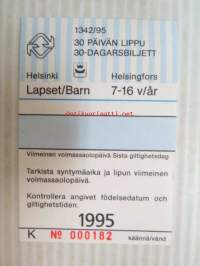 1342/95
30 PÄIVÄN LIPPU
30-DAGARSBILJETT
Helsinki Helsingfors
Lapset/Barn 7-16 v/år
Viimeinen voimassaolopäivä Sista giltighetsdag
Tarkista syntymäaika ja lipun viimeinen
voimassaolopäivä.
Kontrollera angivet födelsedatum och
giltighetstiden.
1995
K № 000182 käännä/vänd